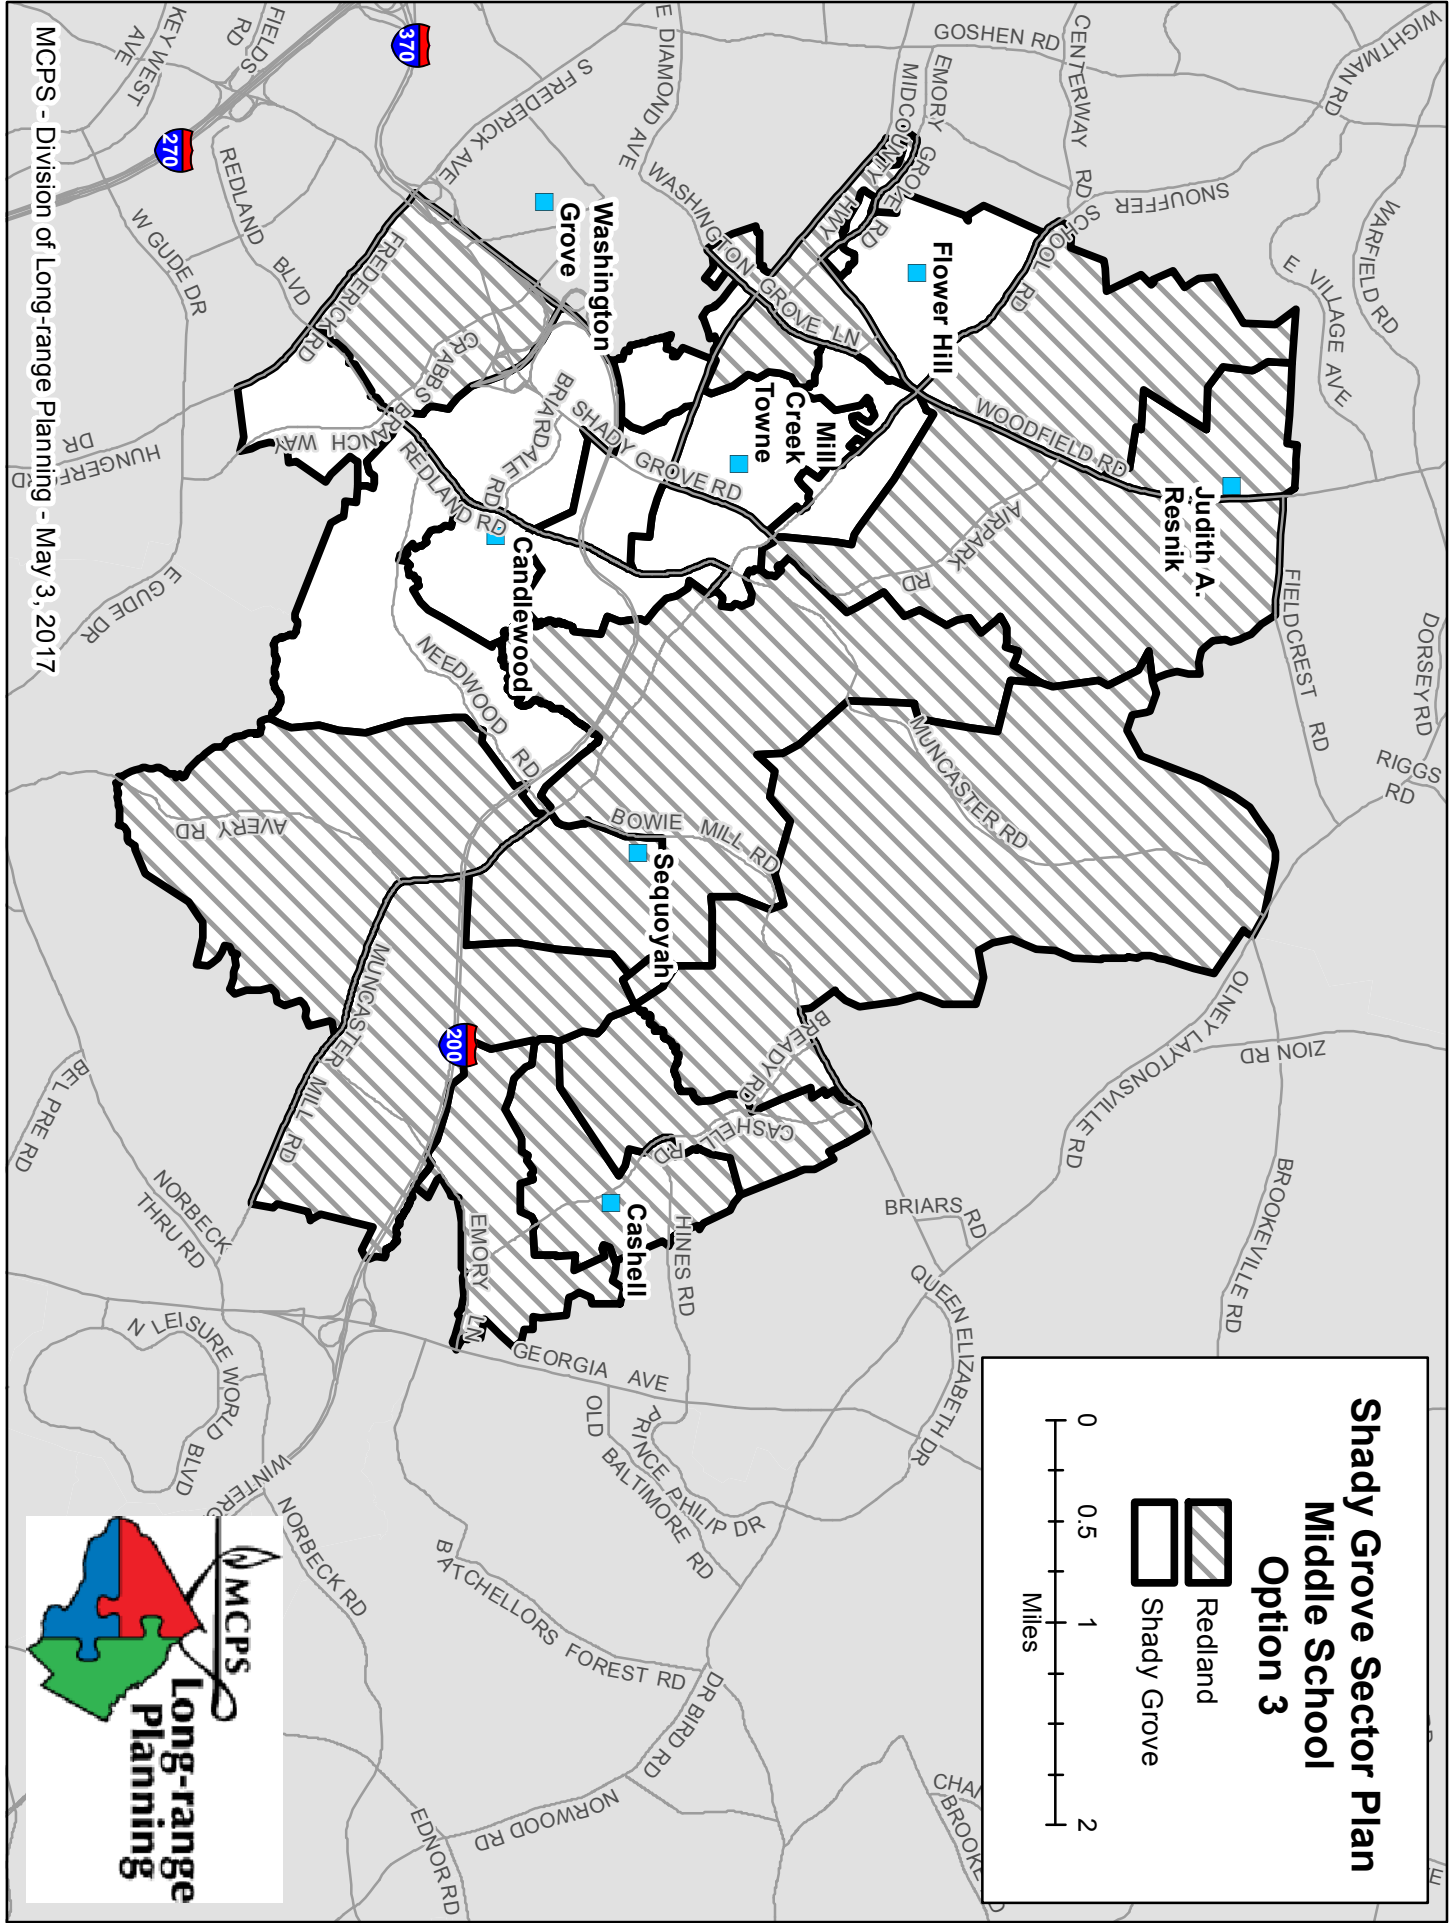 Shady Grove Sector Plan
Middle School
Option 3
Redland
Shady Grove
0
0.5
1
2
Miles
WIGHTMAN RD
GOSHEN RD
CENTERWAY RD
SNOUFFER
SCHOOL RD
WARFIELD RD
E VILLAGE AVE
DORSEY RD
RIGGS
RD
FIELDCREST RD
EMORY
GROVE RD
MIDCOUNTY HWY
E DIAMOND AVE
WASHINGTON GROVE LN
WOODFIELD RD
AIRPARK
RD
MUNCASTER RD
OLNEY LAYTONSVILLE
RD
ZION RD
BROOKEVILLE RD
BRIARS RD
QUEEN ELIZABETH DR
Flower Hill
Judith A.
Resnik
Mill
Creek
Towne
Washington
Grove
Candlewood
Sequoyah
Cashell
S FREDERICK AVE
SHADY GROVE RD
BRIARDALE
RD
CRABBS
BRANCH WAY
REDLAND RD
FREDERICK
RD
NEEDWOOD RD
BOWIE MILL RD
BREADY RD
CASHELL
RD
HINES RD
EMORY LN
GEORGIA AVE
OLD
BALTIMORE RD
PRINCE PHILIP DR
BATCHELLORS FOREST RD
DR BIRD RD
NORWOOD RD
EDNOR RD
BROOKE
CHA
AVERY RD
MUNCASTER MILL RD
BEL PRE RD
NORBECK
THRU RD
N LEISURE WORLD BLVD
NORBECK RD
FIELDS
RD
KEY WEST
AVE
REDLAND BLVD
W GUDE DR
E GUDE DR
HUNGERFORD
DR
370
270
200
MCPS - Division of Long-range Planning - May 3, 2017
MCPS
Long-range
Planning